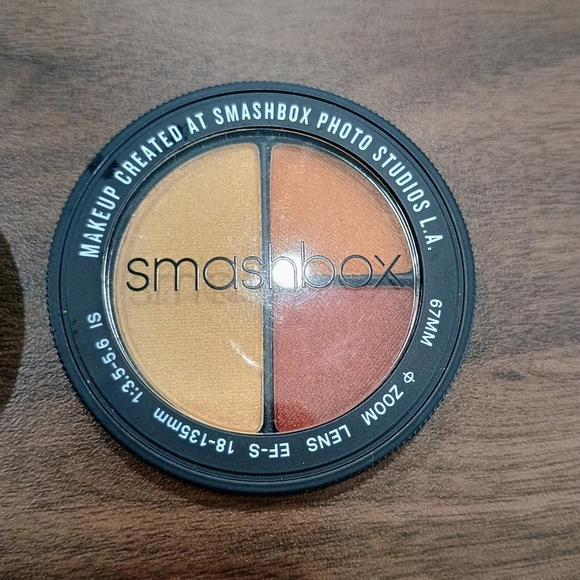 MAKEUP CREATED AT SMASHBOX PHOTO STUDIOS L.A.
smashbox
67MM
ZOOM LENS EF-S 18-135mm 1:3.5-5.6 IS